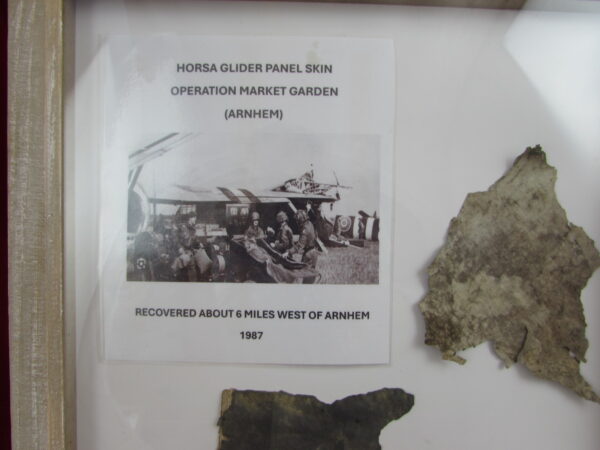 HORSA GLIDER PANEL SKIN
OPERATION MARKET GARDEN
(ARNHEM)
RECOVERED ABOUT 6 MILES WEST OF ARNHEM
1987